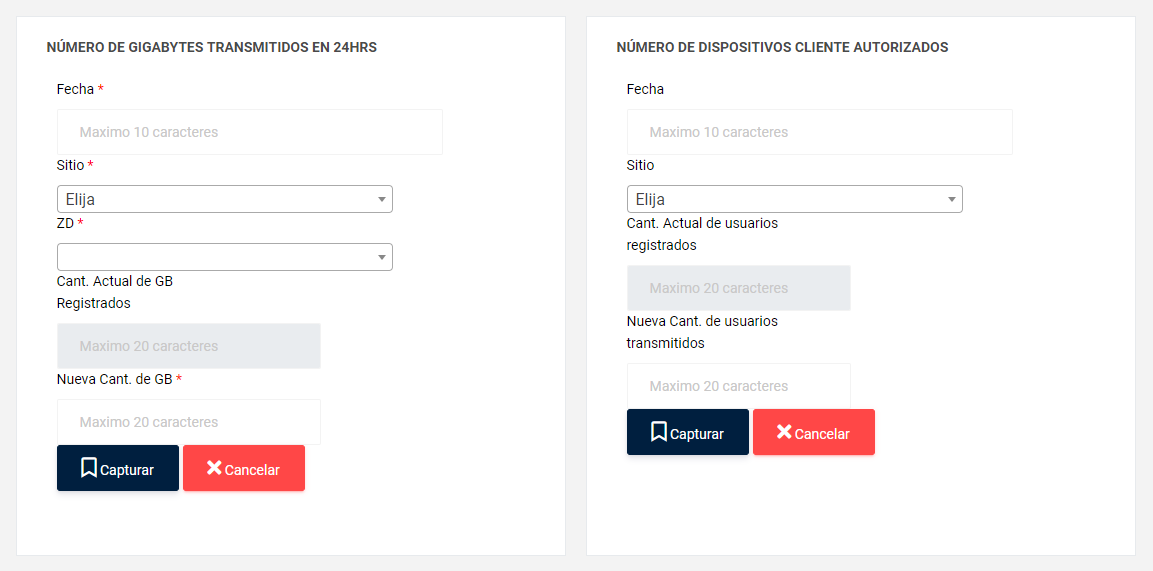 NÚMERO DE GIGABYTES TRANSMITIDOS EN 24HRS
Fecha *
Maximo 10 caracteres
Sitio *
Elija
ZD *
Cant. Actual de GB
Registrados
Maximo 20 caracteres
Nueva Cant. de GB *
Maximo 20 caracteres
Capturar
Cancelar
NÚMERO DE DISPOSITIVOS CLIENTE AUTORIZADOS
Fecha
Maximo 10 caracteres
Sitio
Elija
Cant. Actual de usuarios
registrados
Maximo 20 caracteres
Nueva Cant. de usuarios
transmitidos
Maximo 20 caracteres
Capturar
Cancelar